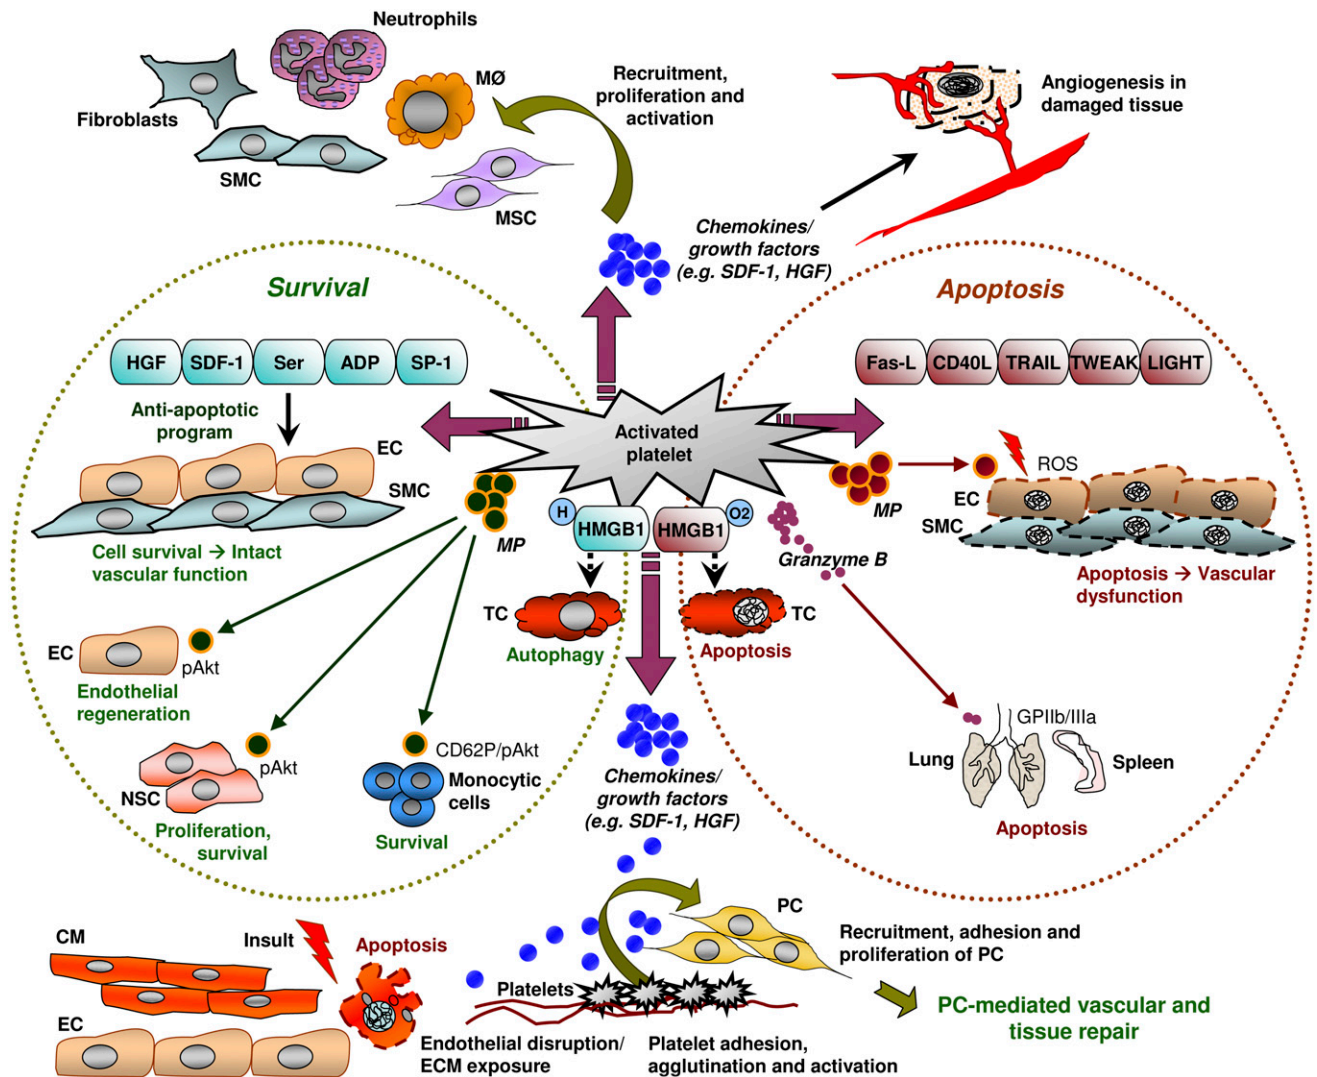 Neutrophils
MØ
Fibroblasts
SMC
MSC
Recruitment,
proliferation and
activation
Angiogenesis in
damaged tissue
Chemokines/
growth factors
(e.g. SDF-1, HGF)
Survival
HGF SDF-1 Ser ADP SP-1
Anti-apoptotic
program
EC
SMC
Cell survival → Intact
vascular function
MP
EC
pAkt
Endothelial
regeneration
NSC
pAkt
Proliferation,
survival
CD62P/pAkt
Monocytic
cells
Survival
Activated
platelet
H HMGB1 HMGB1 O2
TC
Autophagy
TC
Apoptosis
Apoptosis
Fas-L CD40L TRAIL TWEAK LIGHT
MP
ROS
EC
SMC
Apoptosis → Vascular
dysfunction
Granzyme B
GPIIb/IIIa
Lung
Spleen
Apoptosis
Chemokines/
growth factors
(e.g. SDF-1, HGF)
CM
Insult
Apoptosis
EC
Platelets
PC
Endothelial disruption/
ECM exposure
Platelet adhesion,
agglutination and activation
Recruitment, adhesion and
proliferation of PC
PC-mediated vascular and
tissue repair